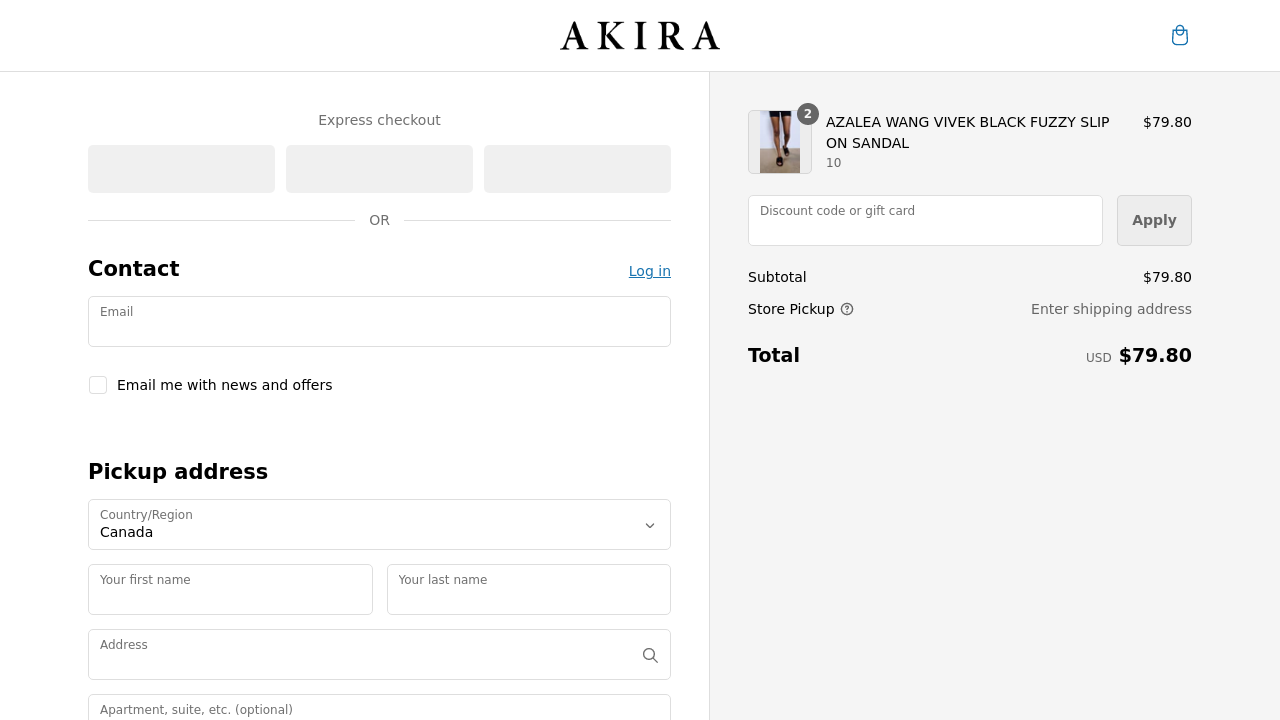 AKIRA
Express checkout
OR
Contact
Log in
Email
Email me with news and offers
Pickup address
Country/Region
Canada
Your first name
Your last name
Address
Apartment, suite, etc. (optional)
2
AZALEA WANG VIVEK BLACK FUZZY SLIP
ON SANDAL
10
$79.80
Discount code or gift card
Apply
Subtotal $79.80
Store Pickup Enter shipping address
Total USD $79.80